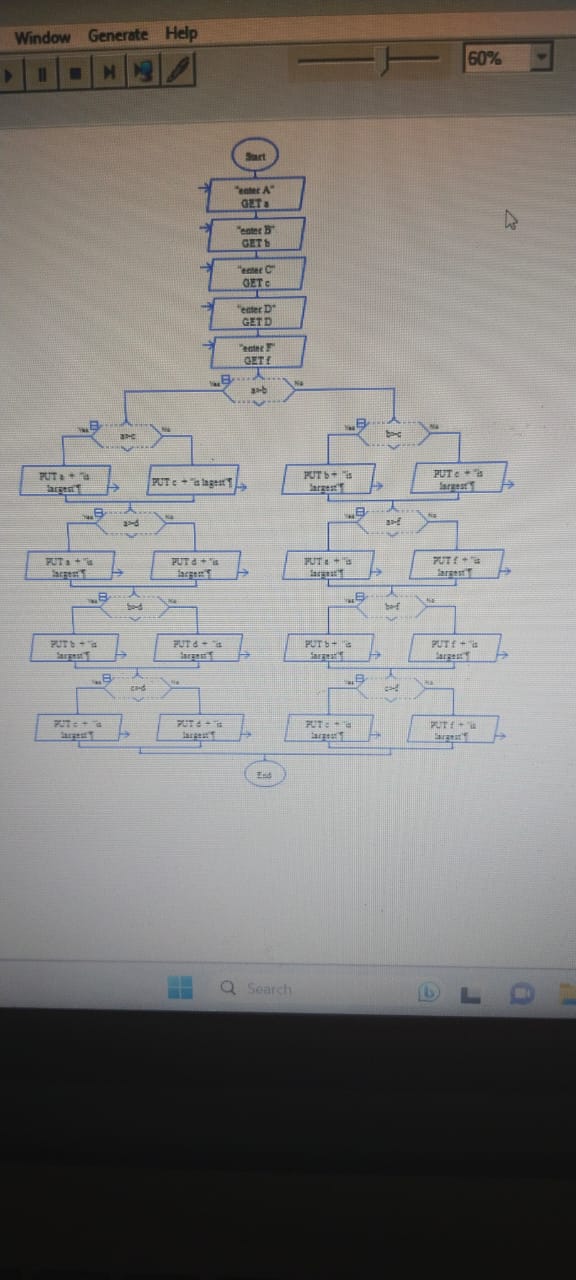 Window Generate Help
60%
Start
"enter A"
GET a
"enter B"
GET b
"enter C"
GET c
"enter D"
GET D
"enter F"
GET f
Yes a>b No
Yes a>c No
Yes b>c No
PUT a + "is
largest"¶
PUT c + "is lagest"¶
PUT b + "is
largest"¶
PUT c + "is
largest"¶
Yes a>d No
Yes a>f No
PUT a + "is
largest"¶
PUT d + "is
largest"¶
PUT a + "is
largest"¶
PUT f + "is
largest"¶
Yes b>d No
Yes b>f No
PUT b + "is
largest"¶
PUT d + "is
largest"¶
PUT b + "is
largest"¶
PUT f + "is
largest"¶
Yes c>d No
Yes c>f No
PUT c + "is
largest"¶
PUT d + "is
largest"¶
PUT c + "is
largest"¶
PUT f + "is
largest"¶
End
Search